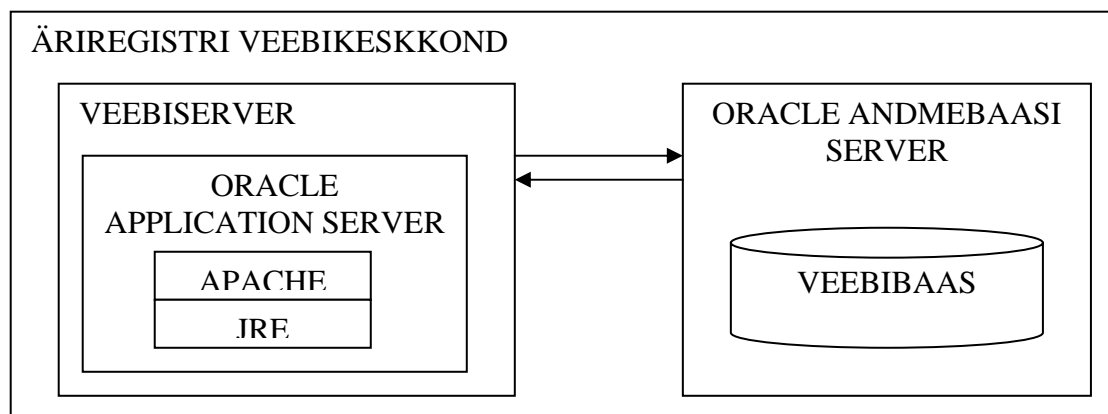 ÄRIREGISTRI VEEBIKESKKOND
VEEBISERVER
ORACLE
APPLICATION SERVER
APACHE
JRE
ORACLE ANDMEBAASI
SERVER
VEEBIBAAS